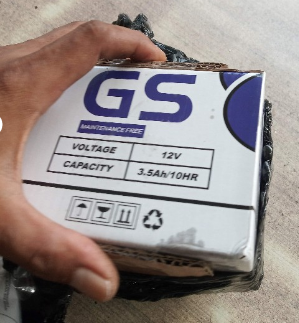 GS
MAINTENANCE FREE
VOLTAGE 12V
CAPACITY 3.5Ah/10HR